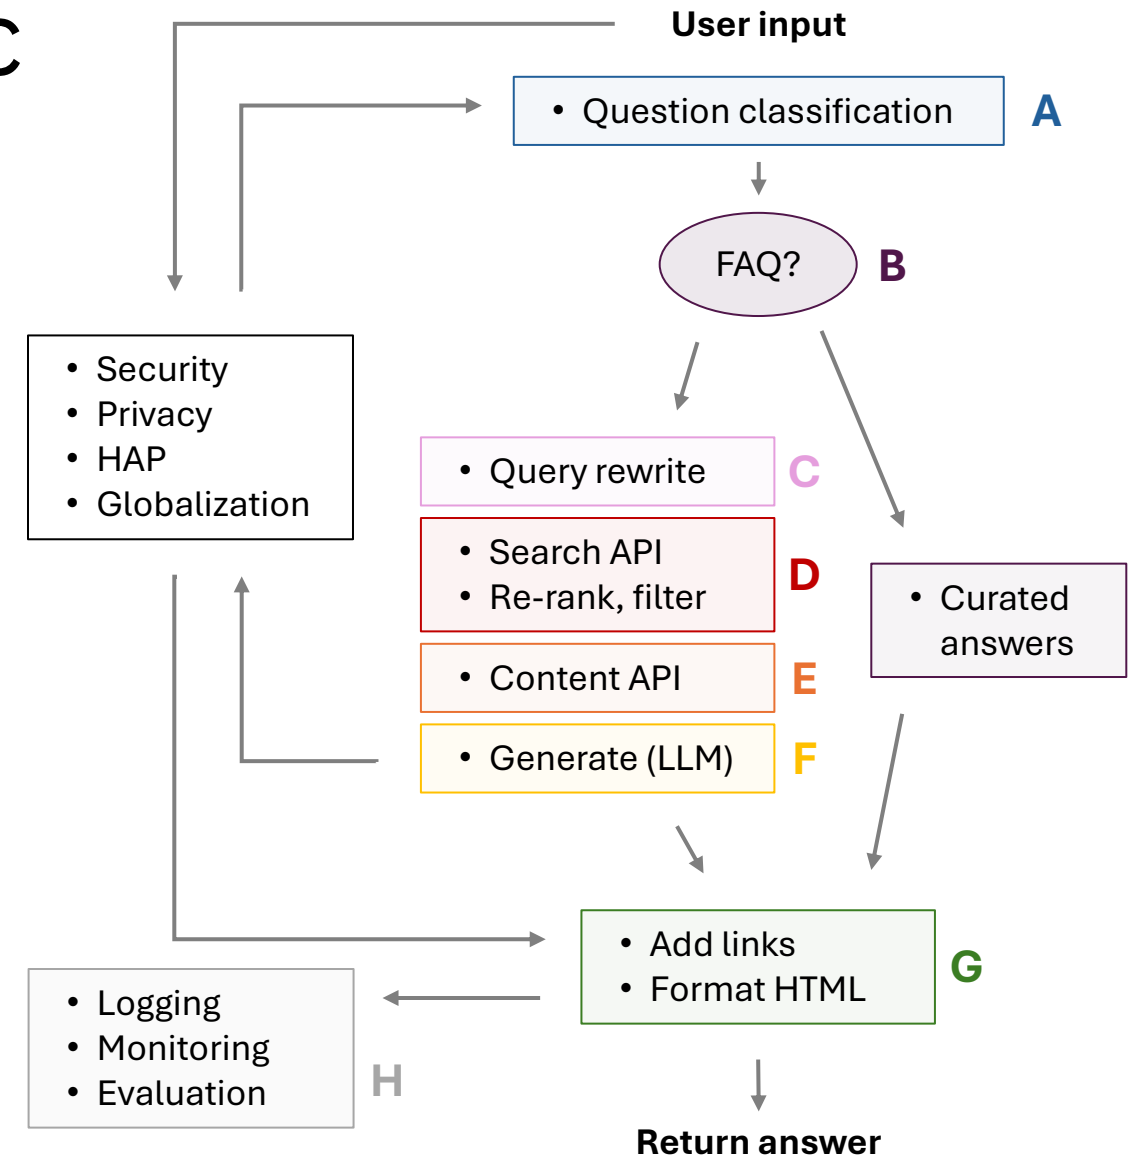 C
User input
• Question classification
A
FAQ?
B
• Security
• Privacy
• HAP
• Globalization
• Query rewrite
C
• Search API
• Re-rank, filter
D
• Curated
answers
• Content API
E
• Generate (LLM)
F
• Add links
• Format HTML
G
• Logging
• Monitoring
• Evaluation
H
Return answer